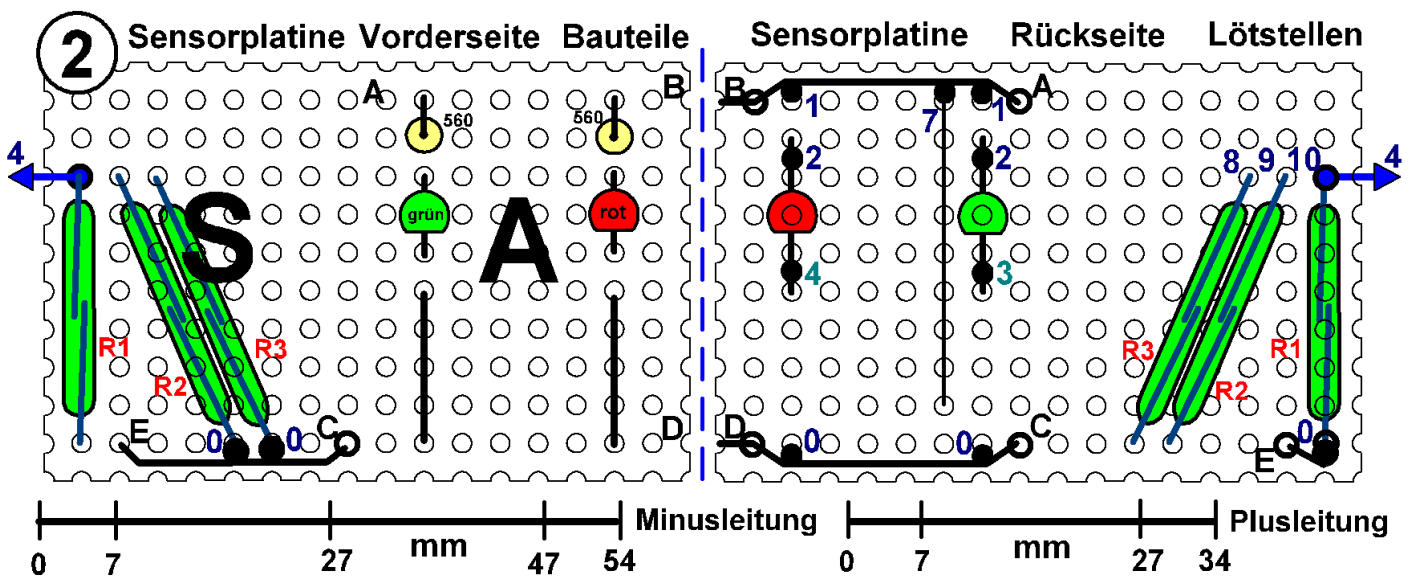 2 Sensorplatine Vorderseite Bauteile Sensorplatine Rückseite Lötstellen
A B B A
560 560 1 7 1
4 2 2 8 9 10 4
S grün A rot
4 3
R1 R3 R3 R1
R2 R2
E 0 0 C D D 0 0 C E 0
Minusleitung Plusleitung
0 7 27 mm 47 54 0 7 mm 27 34